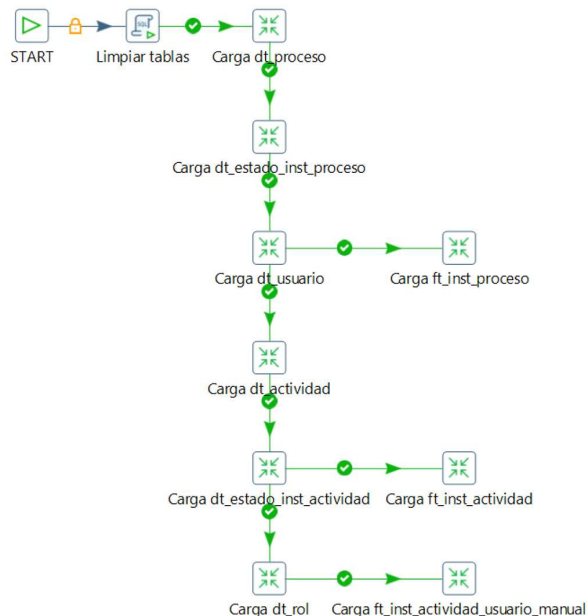 START
Limpiar tablas
Carga dt_proceso
Carga dt_estado_inst_proceso
Carga dt_usuario
Carga ft_inst_proceso
Carga dt_actividad
Carga dt_estado_inst_actividad
Carga ft_inst_actividad
Carga dt_rol
Carga ft_inst_actividad_usuario_manual